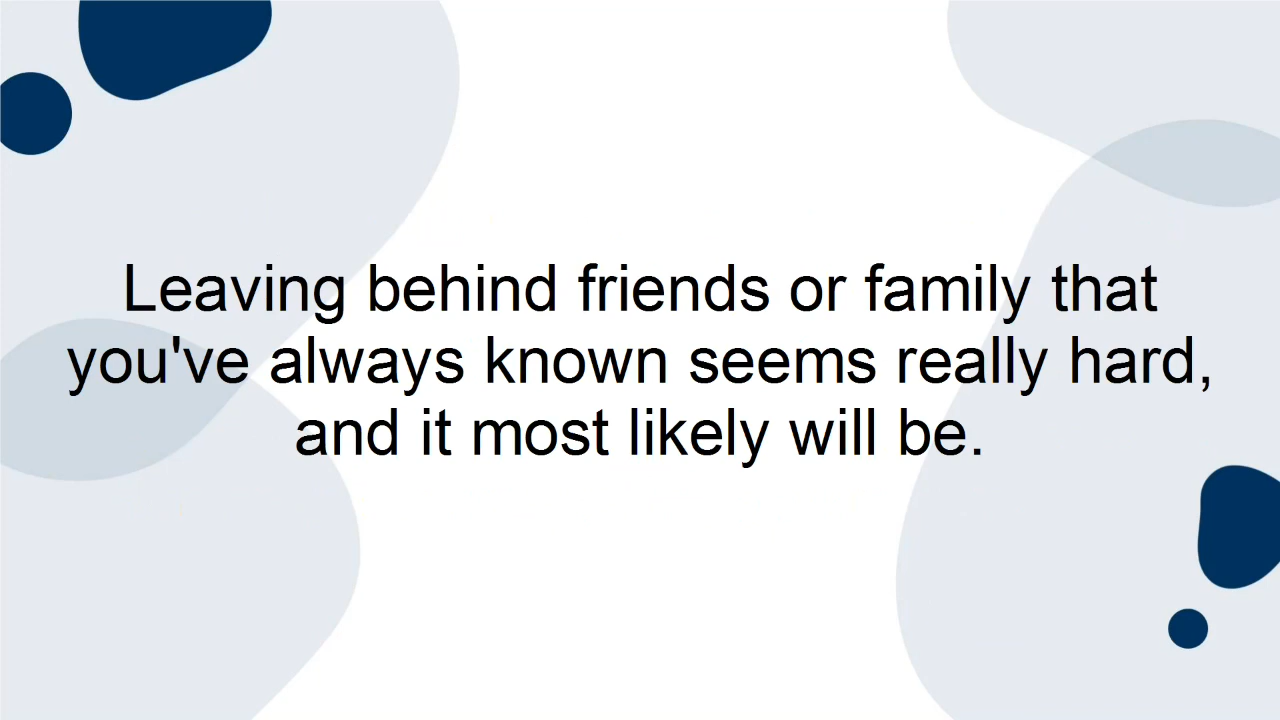 Leaving behind friends or family that
you've always known seems really hard,
and it most likely will be.